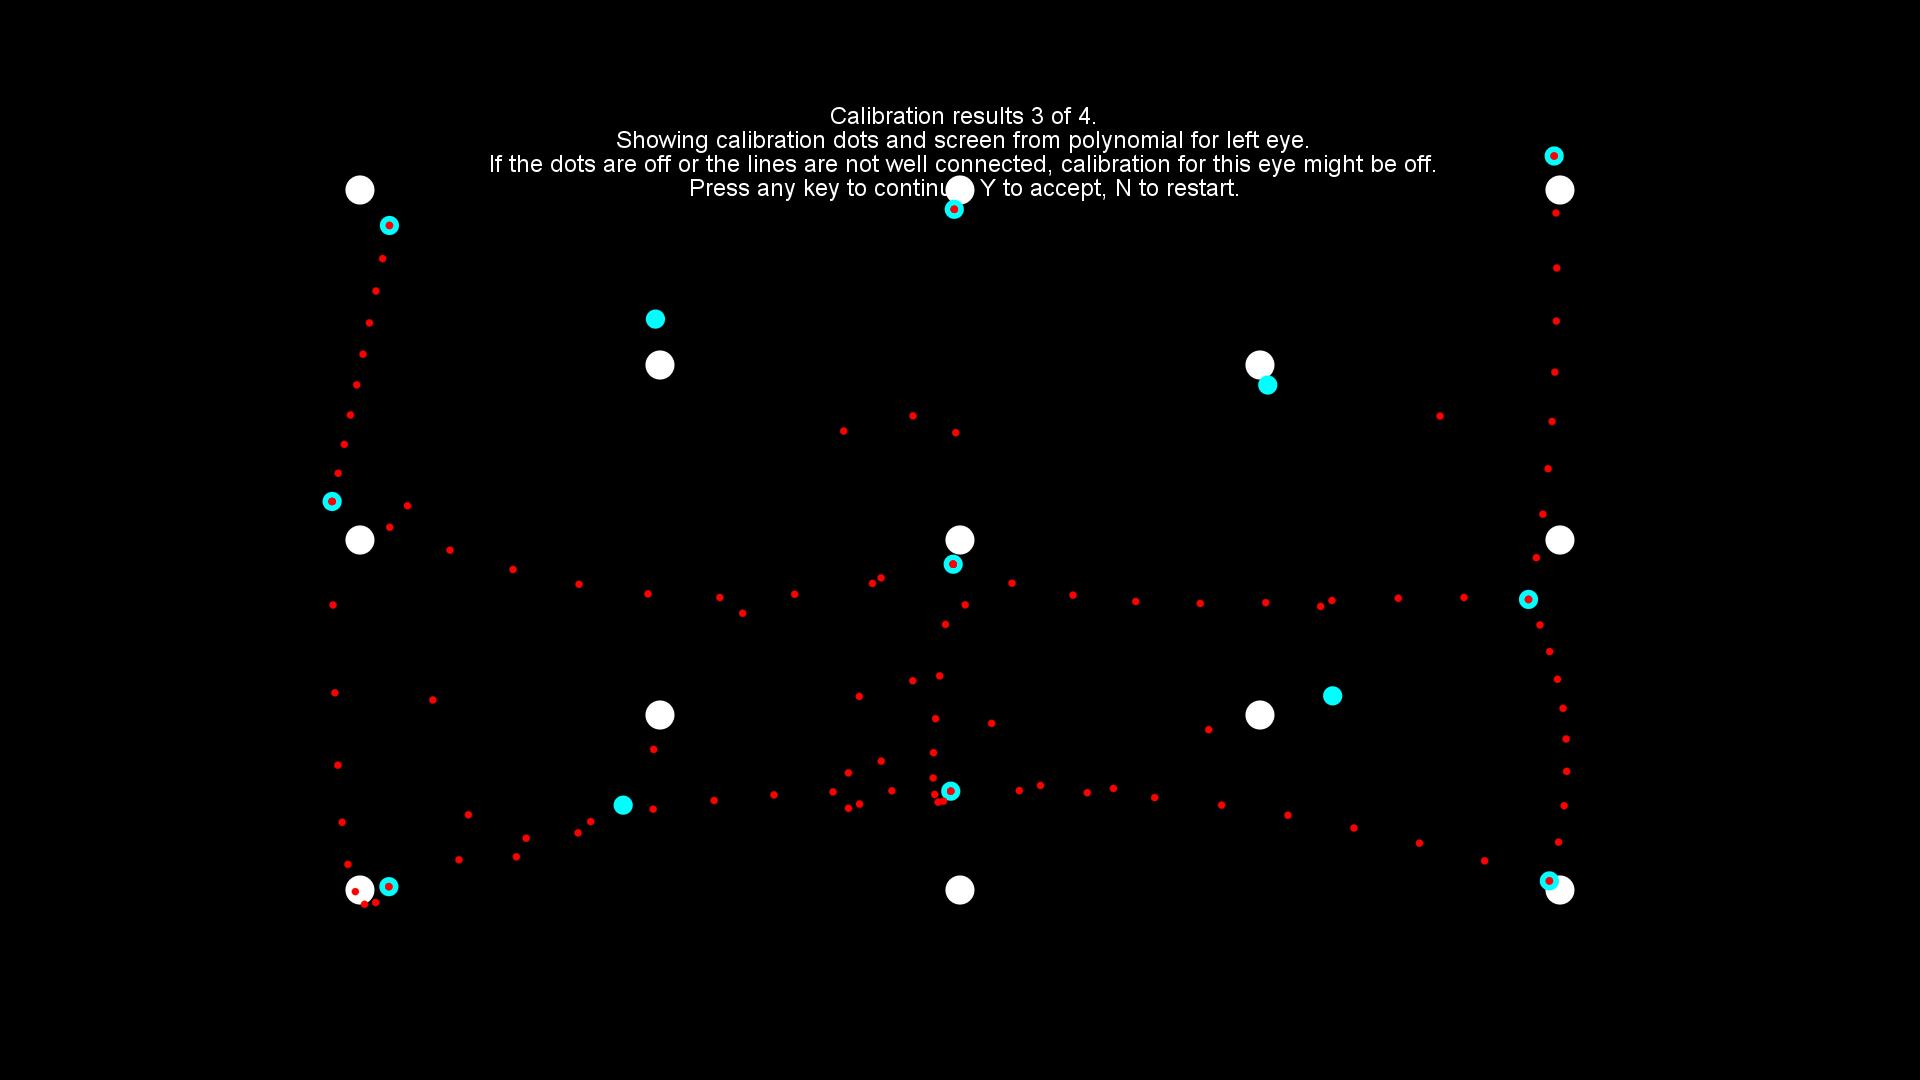 Calibration results 3 of 4.
Showing calibration dots and screen from polynomial for left eye.
If the dots are off or the lines are not well connected, calibration for this eye might be off.
Press any key to continu Y to accept, N to restart.